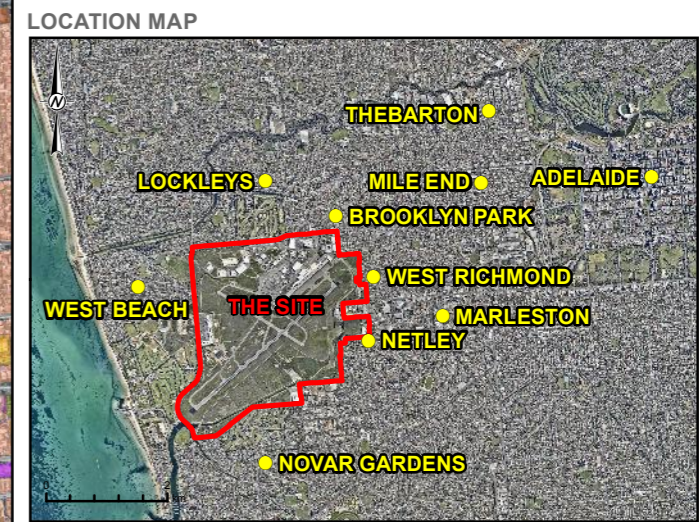 LOCATION MAP
N
THEBARTON
LOCKLEYS
MILE END
ADELAIDE
BROOKLYN PARK
WEST RICHMOND
WEST BEACH
THE SITE
MARLESTON
NETLEY
NOVAR GARDENS